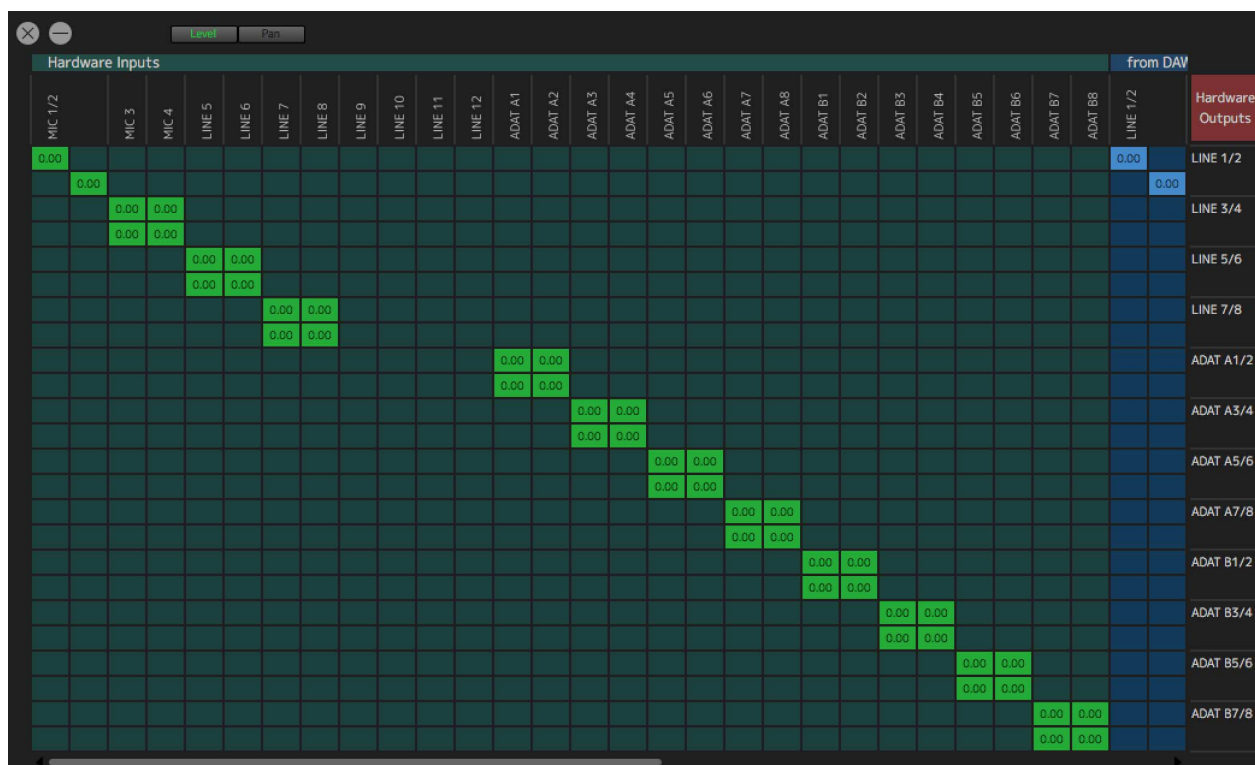 Level Pan
Hardware Inputs from DAW
MIC 1/2 MIC 3 MIC 4 LINE 5 LINE 6 LINE 7 LINE 8 LINE 9 LINE 10 LINE 11 LINE 12 ADAT A1 ADAT A2 ADAT A3 ADAT A4 ADAT A5 ADAT A6 ADAT A7 ADAT A8 ADAT B1 ADAT B2 ADAT B3 ADAT B4 ADAT B5 ADAT B6 ADAT B7 ADAT B8 LINE 1/2 Hardware
Outputs
0.00 0.00 LINE 1/2
0.00 0.00
0.00 0.00 LINE 3/4
0.00 0.00
0.00 0.00 LINE 5/6
0.00 0.00
0.00 0.00 LINE 7/8
0.00 0.00
0.00 0.00 ADAT A1/2
0.00 0.00
0.00 0.00 ADAT A3/4
0.00 0.00
0.00 0.00 ADAT A5/6
0.00 0.00
0.00 0.00 ADAT A7/8
0.00 0.00
0.00 0.00 ADAT B1/2
0.00 0.00
0.00 0.00 ADAT B3/4
0.00 0.00
0.00 0.00 ADAT B5/6
0.00 0.00
0.00 0.00 ADAT B7/8
0.00 0.00